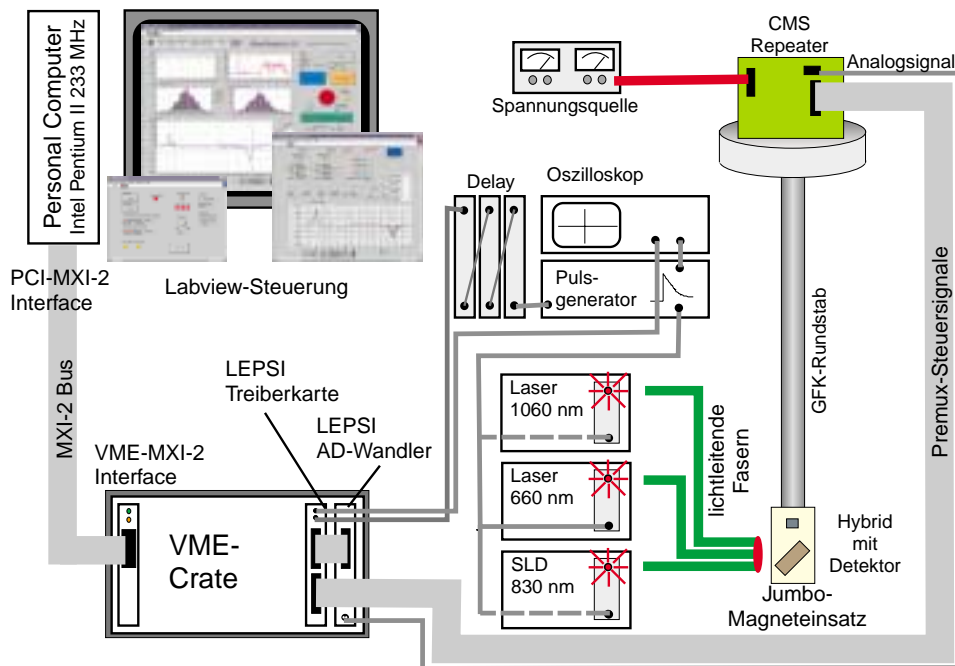 Personal Computer
Intel Pentium II 233 MHz
CMS
Repeater
Analogsignal
Spannungsquelle
Delay
Oszilloskop
Puls-
generator
PCI-MXI-2
Interface
Labview-Steuerung
MXI-2 Bus
LEPSI
Treiberkarte
LEPSI
AD-Wandler
VME-MXI-2
Interface
VME-
Crate
Laser
1060 nm
Laser
660 nm
SLD
830 nm
lichtleitende
Fasern
GFK-Rundstab
Premux-Steuersignale
Hybrid
mit
Detektor
Jumbo-
Magneteinsatz